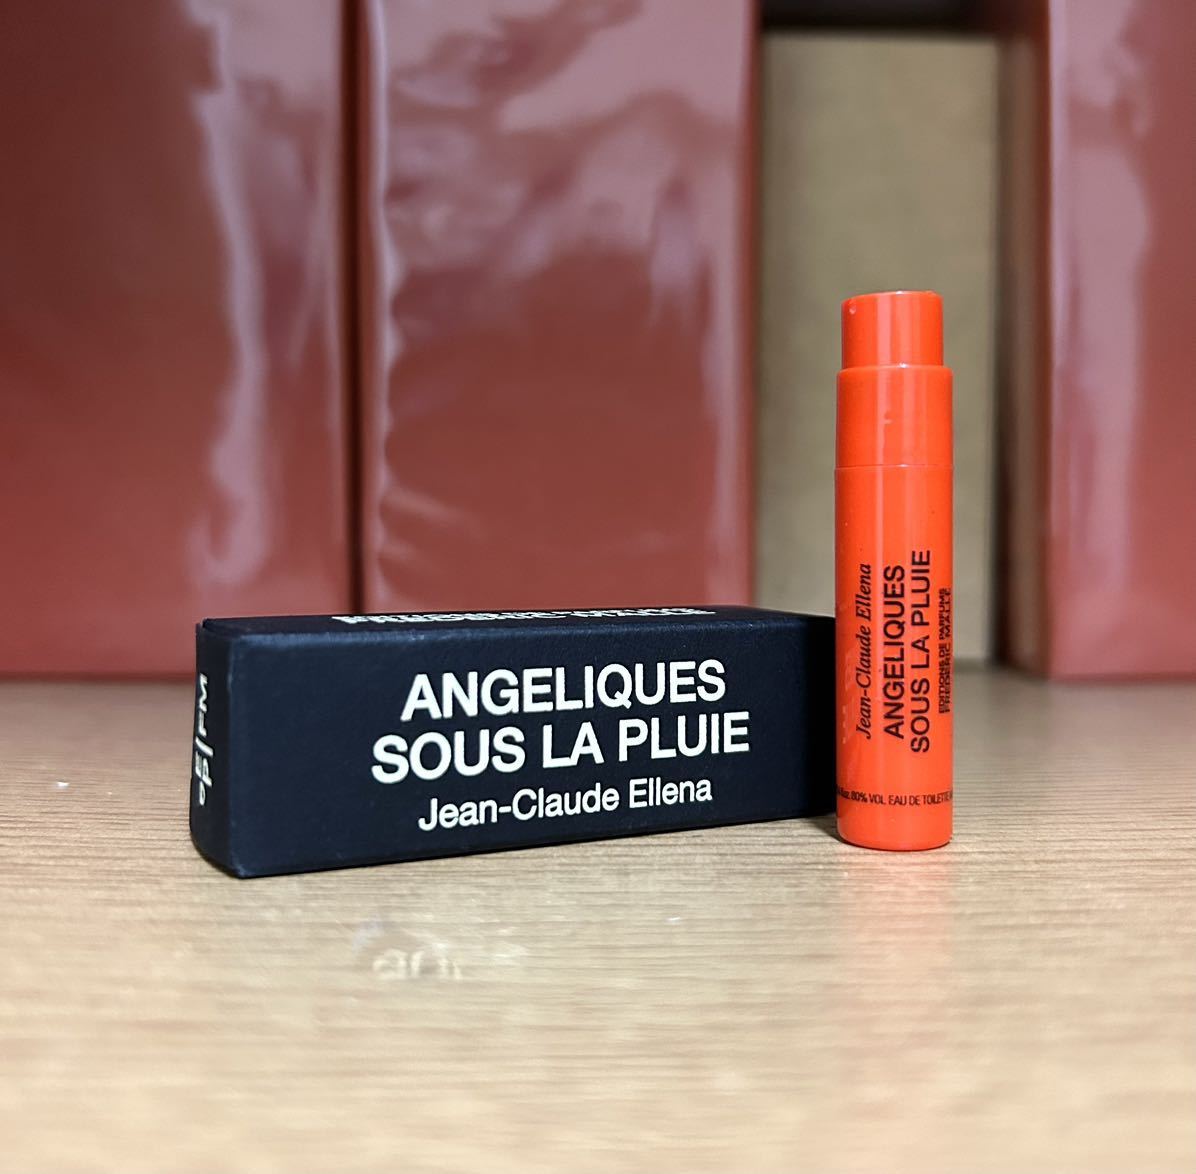 ANGELIQUES
SOUS LA PLUIE
Jean-Claude Ellena
Jean-Claude Ellena
ANGELIQUES
SOUS LA PLUIE
EDITIONS DE PARFUMS
FREDERIC MALLE
80% VOL. EAU DE TOILETTE